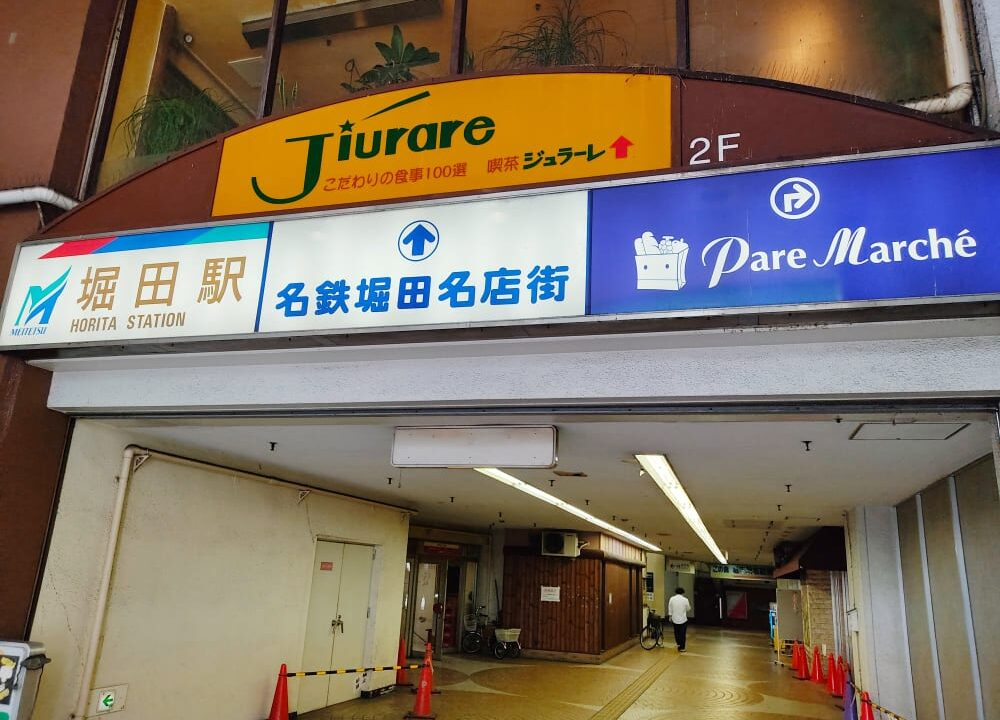 Jiurare
こだわりの食事100選 喫茶ジュラーレ
2F
堀田駅
HORITA STATION
MEITETSU
名鉄堀田名店街
Pare Marché